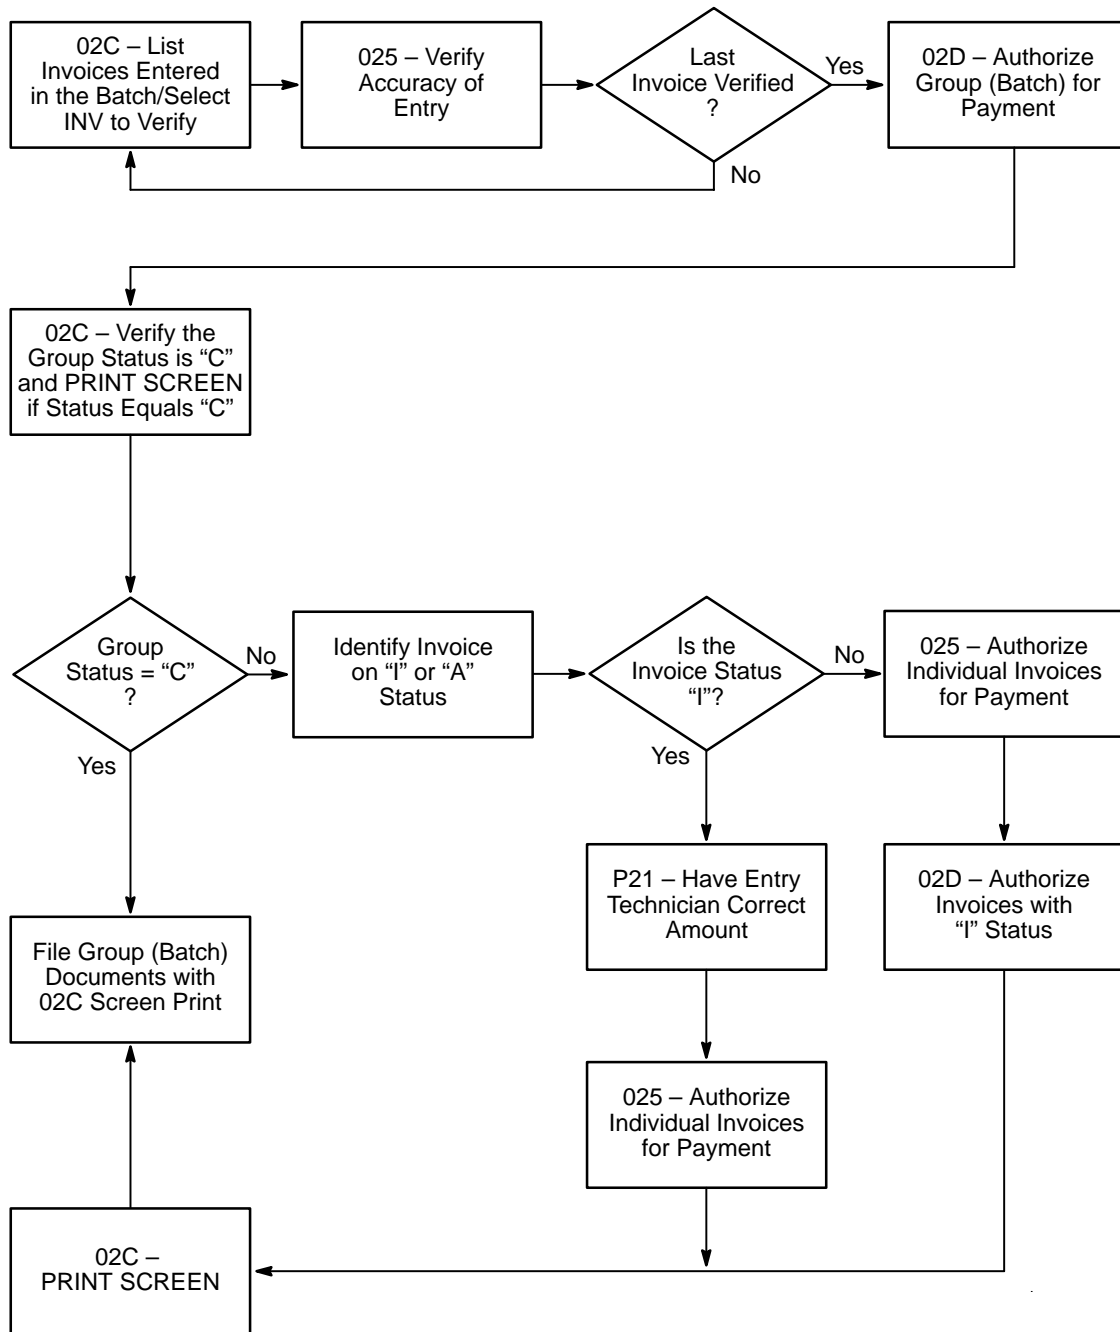 02C – List
Invoices Entered
in the Batch/Select
INV to Verify
025 – Verify
Accuracy of
Entry
Last
Invoice Verified
?
Yes
02D – Authorize
Group (Batch) for
Payment
No
02C – Verify the
Group Status is “C”
and PRINT SCREEN
if Status Equals “C”
Group
Status = “C”
?
No
Identify Invoice
on “I” or “A”
Status
Is the
Invoice Status
“I”?
No
025 – Authorize
Individual Invoices
for Payment
Yes
Yes
P21 – Have Entry
Technician Correct
Amount
02D – Authorize
Invoices with
“I” Status
File Group (Batch)
Documents with
02C Screen Print
025 – Authorize
Individual Invoices
for Payment
02C –
PRINT SCREEN